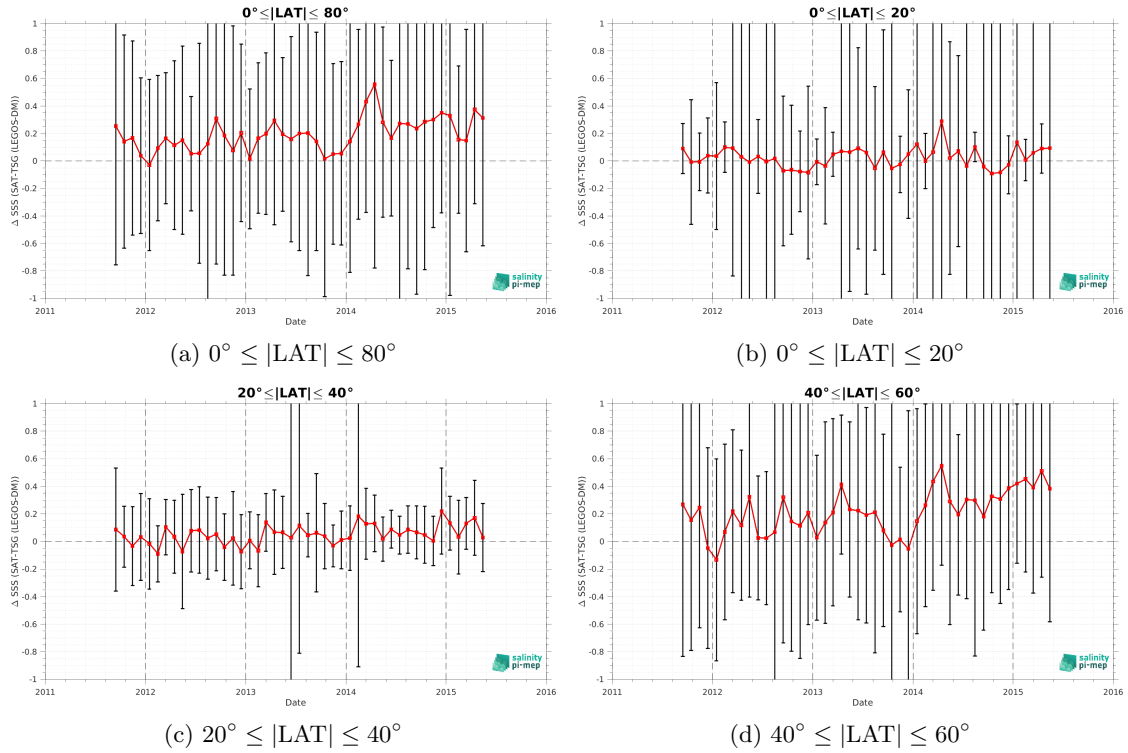 0°≤|LAT|≤ 80°
Δ SSS (SAT-TSG (LEGOS-DM))
1
0.8
0.6
0.4
0.2
0
-0.2
-0.4
-0.6
-0.8
-1
2011 2012 2013 2014 2015 2016
Date
salinity
pi-mep
(a) 0° ≤ |LAT| ≤ 80°
0°≤|LAT|≤ 20°
Δ SSS (SAT-TSG (LEGOS-DM))
1
0.8
0.6
0.4
0.2
0
-0.2
-0.4
-0.6
-0.8
-1
2011 2012 2013 2014 2015 2016
Date
salinity
pi-mep
(b) 0° ≤ |LAT| ≤ 20°
20°≤|LAT|≤ 40°
Δ SSS (SAT-TSG (LEGOS-DM))
1
0.8
0.6
0.4
0.2
0
-0.2
-0.4
-0.6
-0.8
-1
2011 2012 2013 2014 2015 2016
Date
salinity
pi-mep
(c) 20° ≤ |LAT| ≤ 40°
40°≤|LAT|≤ 60°
Δ SSS (SAT-TSG (LEGOS-DM))
1
0.8
0.6
0.4
0.2
0
-0.2
-0.4
-0.6
-0.8
-1
2011 2012 2013 2014 2015 2016
Date
salinity
pi-mep
(d) 40° ≤ |LAT| ≤ 60°